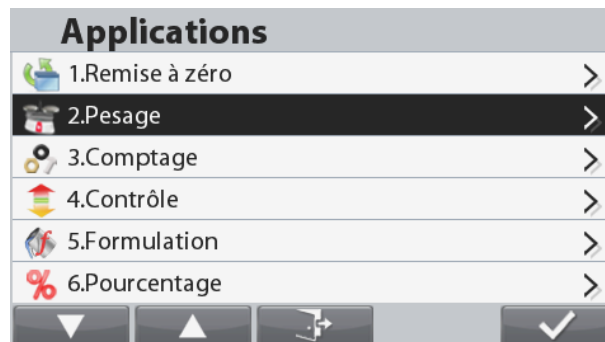 Applications
1.Remise à zéro
2.Pesage
3.Comptage
4.Contrôle
5.Formulation
6.Pourcentage